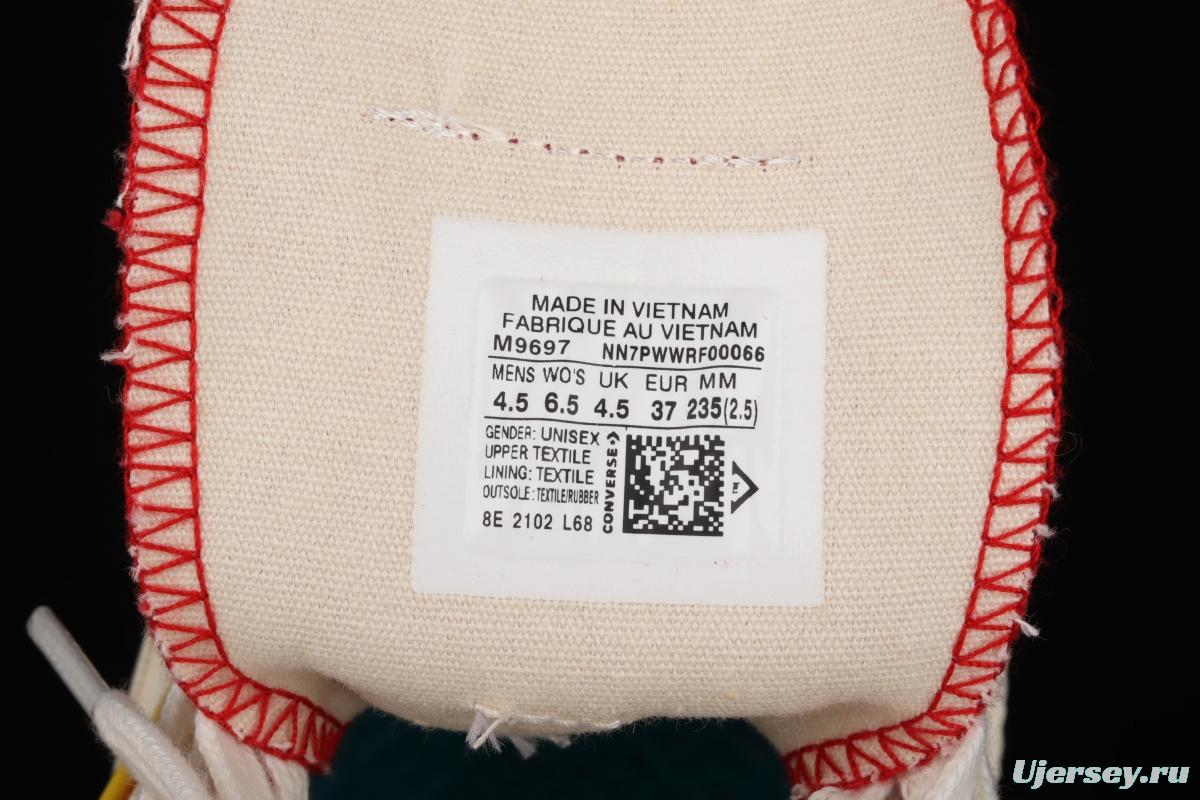 MADE IN VIETNAM
FABRIQUE AU VIETNAM
M9697 NN7PWWRF00066
MENS WO'S UK EUR MM
4.5 6.5 4.5 37 235(2.5)
GENDER: UNISEX
UPPER TEXTILE
LINING: TEXTILE
OUTSOLE: TEXTILE/RUBBER
8E 2102 L68
CONVERSE
TM
Ujersey.ru